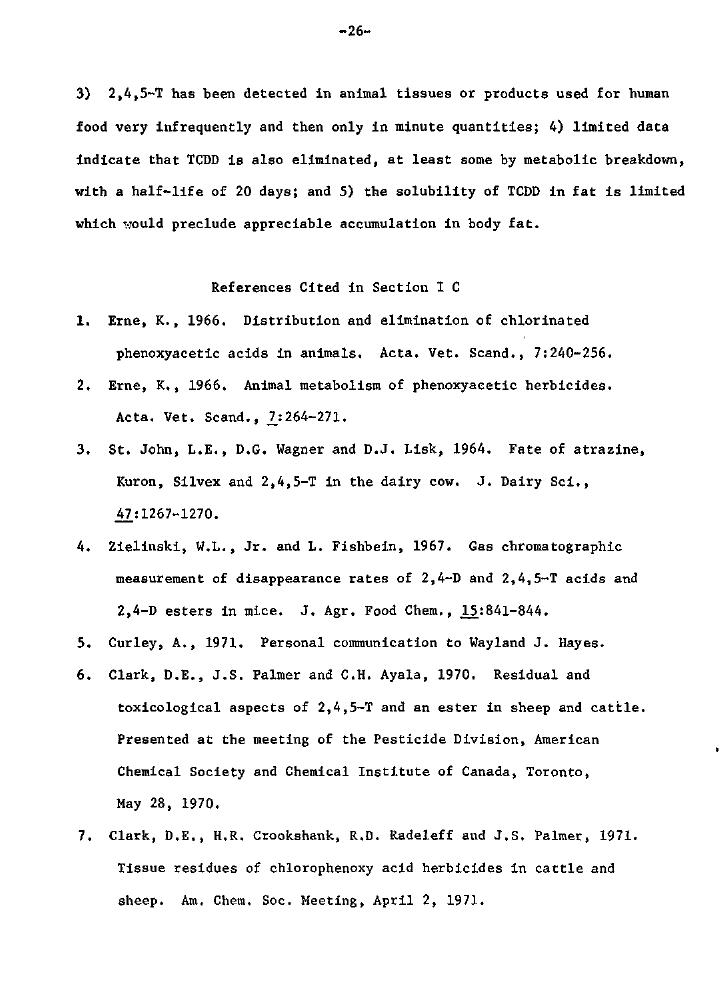 -26-
3) 2,4,5-T has been detected in animal tissues or products used for human
food very infrequently and then only in minute quantities; 4) limited data
indicate that TCDD is also eliminated, at least some by metabolic breakdown,
with a half-life of 20 days; and 5) the solubility of TCDD in fat is limited
which would preclude appreciable accumulation in body fat.
References Cited in Section I C
1. Erne, K., 1966. Distribution and elimination of chlorinated
phenoxyacetic acids in animals. Acta. Vet. Scand., 7:240-256.
2. Erne, K., 1966. Animal metabolism of phenoxyacetic herbicides.
Acta. Vet. Scand., 7:264-271.
3. St. John, L.E., D.G. Wagner and D.J. Lisk, 1964. Fate of atrazine,
Kuron, Silvex and 2,4,5-T in the dairy cow. J. Dairy Sci.,
47:1267-1270.
4. Zielinski, W.L., Jr. and L. Fishbein, 1967. Gas chromatographic
measurement of disappearance rates of 2,4-D and 2,4,5-T acids and
2,4-D esters in mice. J. Agr. Food Chem., 15:841-844.
5. Curley, A., 1971. Personal communication to Wayland J. Hayes.
6. Clark, D.E., J.S. Palmer and C.H. Ayala, 1970. Residual and
toxicological aspects of 2,4,5-T and an ester in sheep and cattle.
Presented at the meeting of the Pesticide Division, American
Chemical Society and Chemical Institute of Canada, Toronto,
May 28, 1970.
7. Clark, D.E., H.R. Crookshank, R.D. Radeleff and J.S. Palmer, 1971.
Tissue residues of chlorophenoxy acid herbicides in cattle and
sheep. Am. Chem. Soc. Meeting, April 2, 1971.